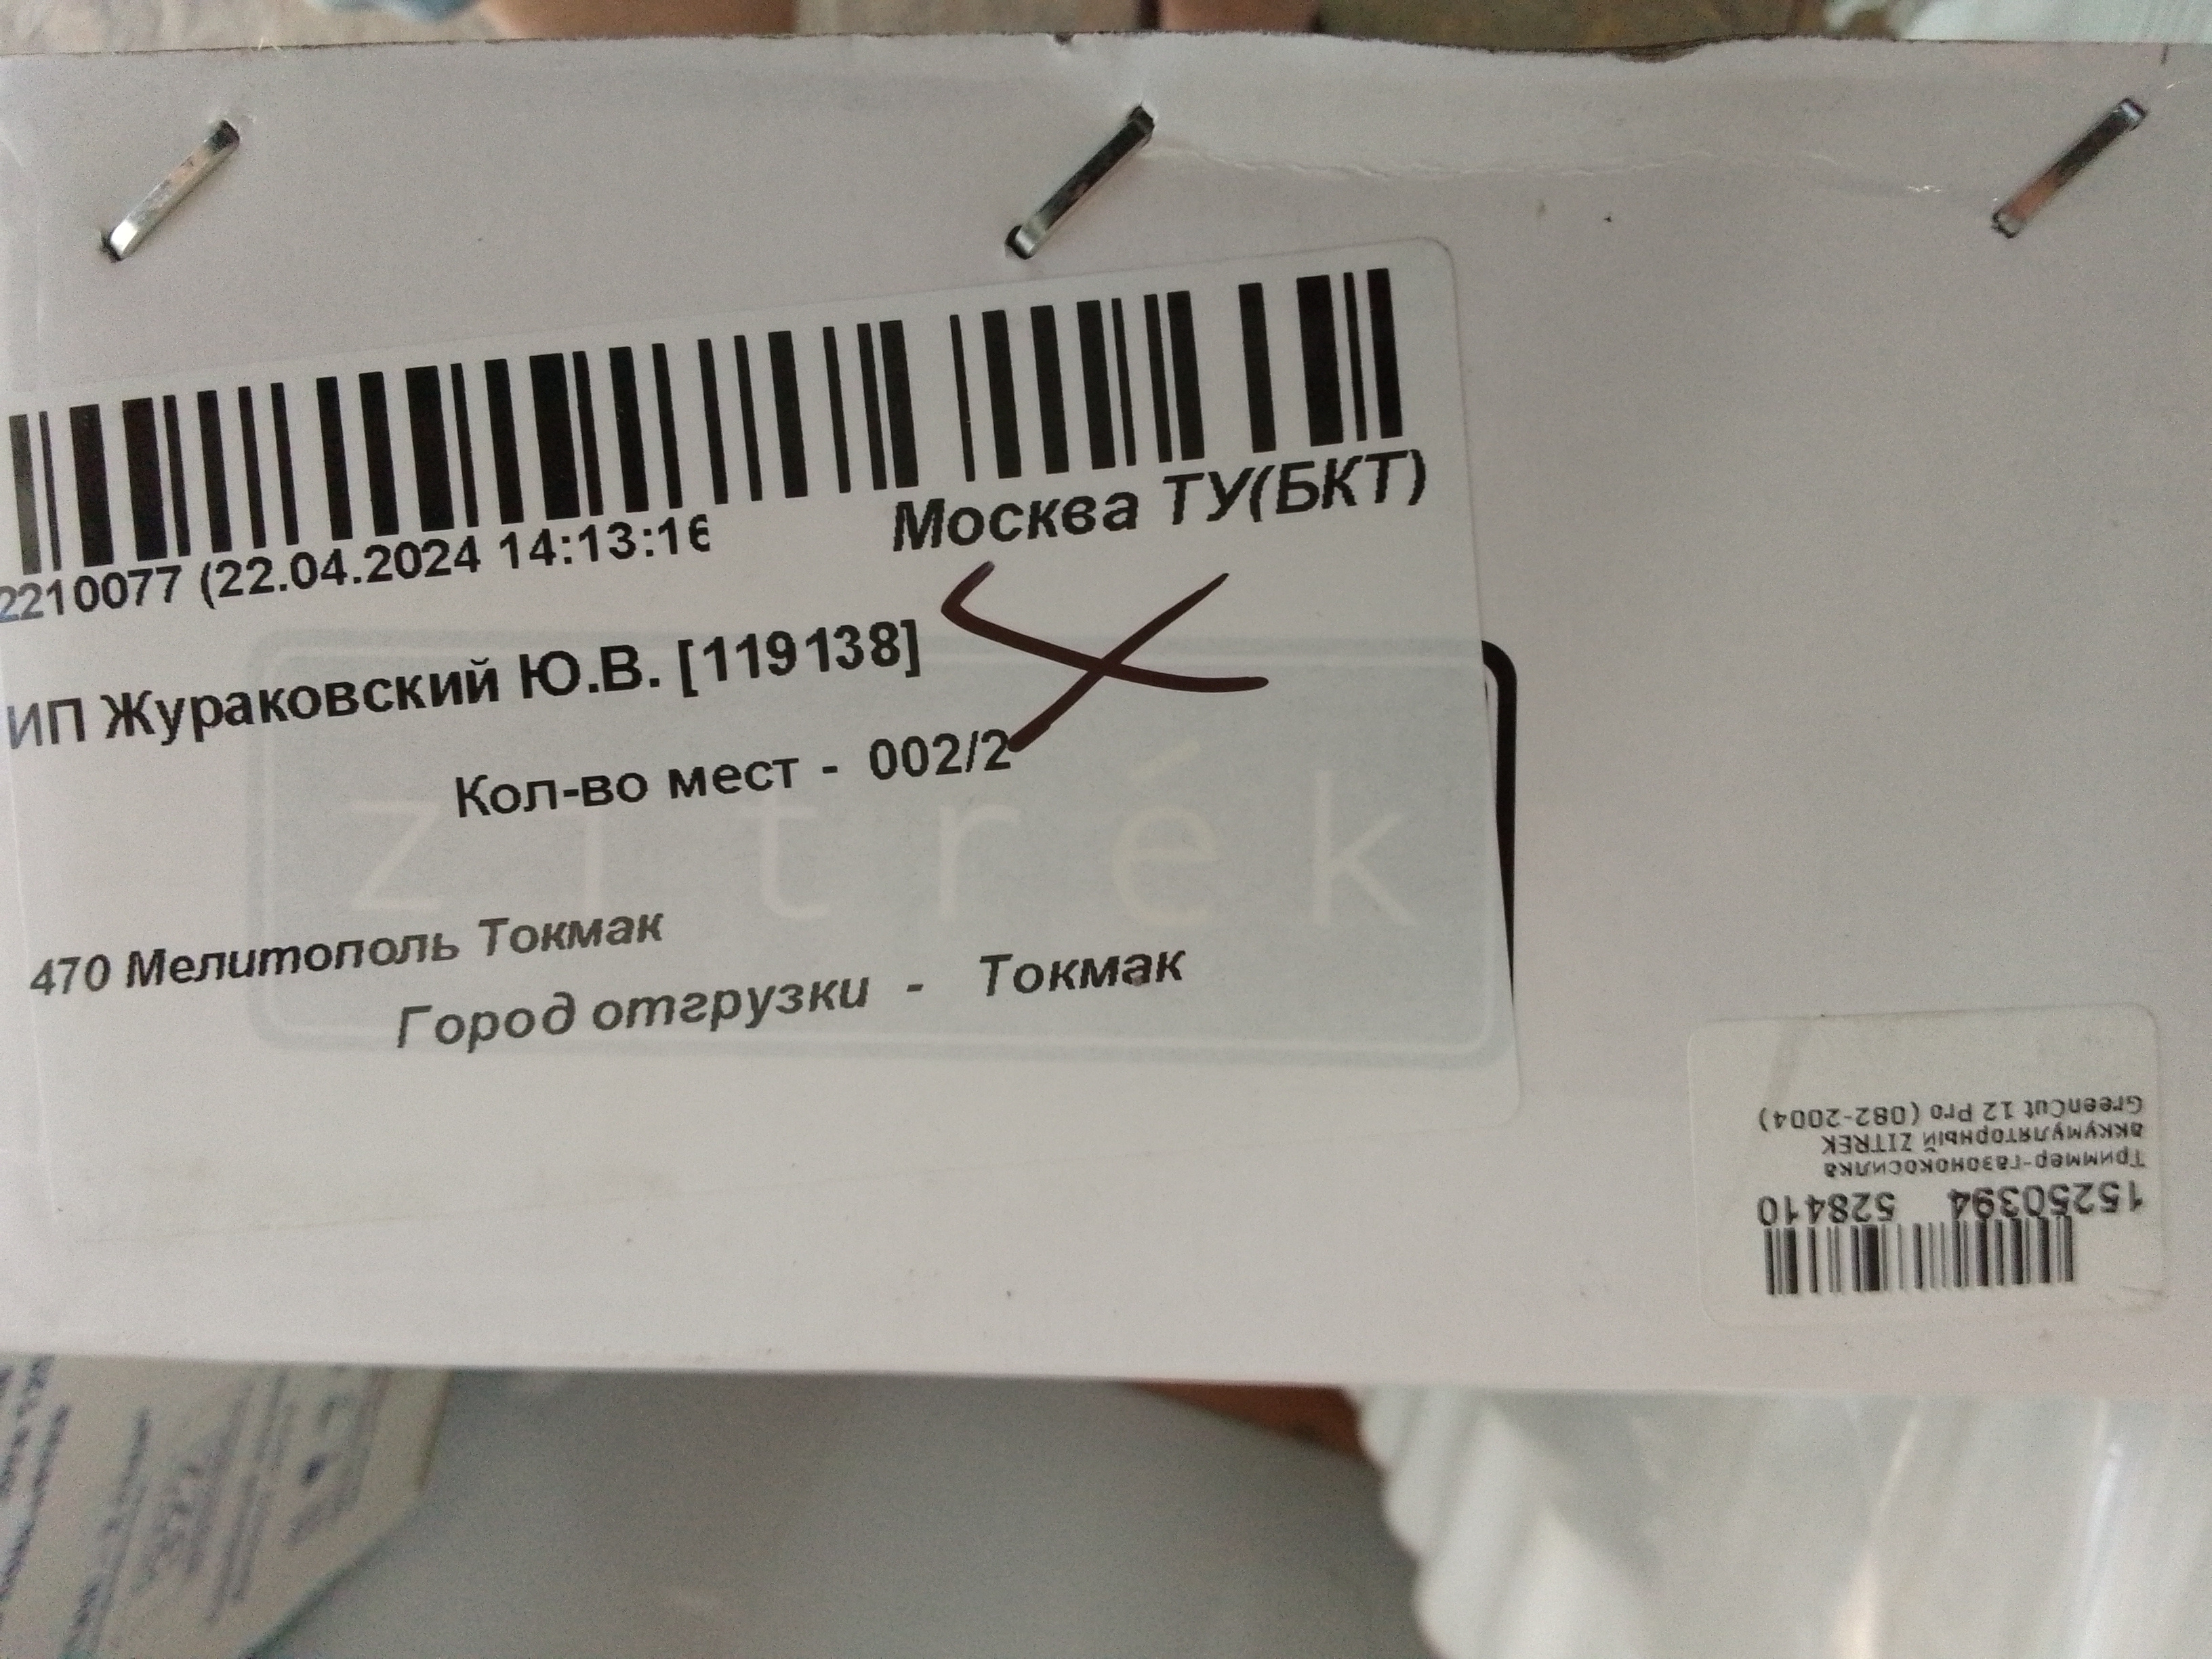 Москва ТУ(БКТ)
2210077 (22.04.2024 14:13:16
ИП Жураковский Ю.В. [119138]
Кол-во мест - 002/2
zitrék
470 Мелитополь Токмак
Город отгрузки - Токмак
15250394 528410
Триммер-газонокосилка
аккумуляторный ZITREK
GreenCut 12 Pro (082-2004)